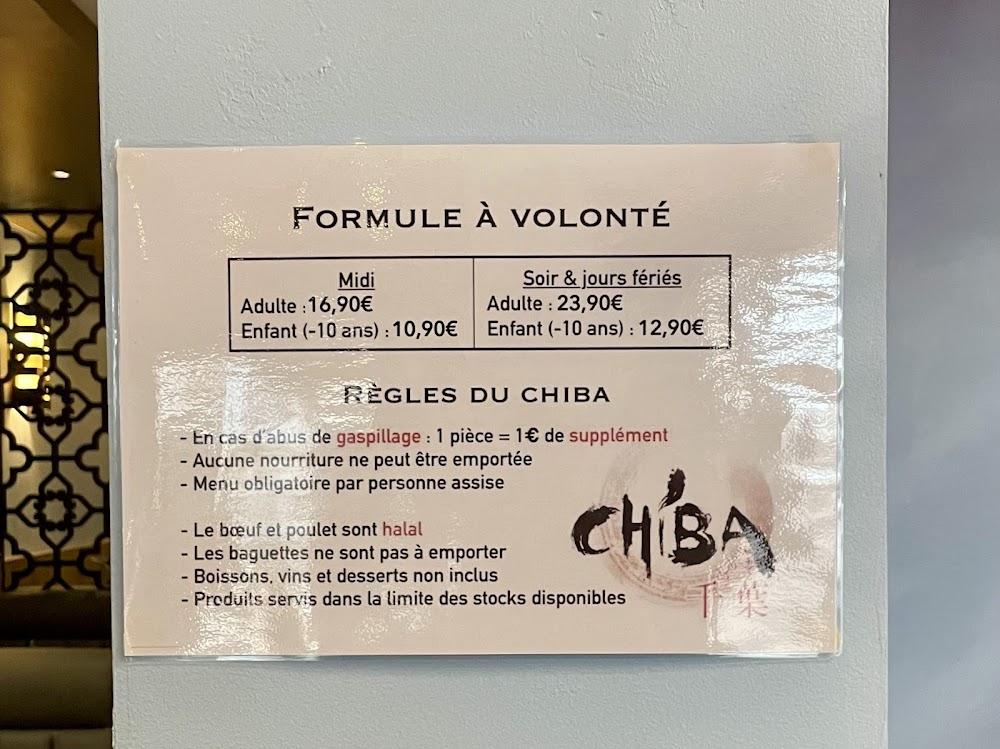 FORMULE À VOLONTÉ
Midi
Adulte : 16,90€
Enfant (-10 ans) : 10,90€
Soir & jours fériés
Adulte : 23,90€
Enfant (-10 ans) : 12,90€
RÈGLES DU CHIBA
- En cas d'abus de gaspillage : 1 pièce = 1€ de supplément
- Aucune nourriture ne peut être emportée
- Menu obligatoire par personne assise
- Le bœuf et poulet sont halal
- Les baguettes ne sont pas à emporter
- Boissons, vins et desserts non inclus
- Produits servis dans la limite des stocks disponibles
CHIBA
千葉